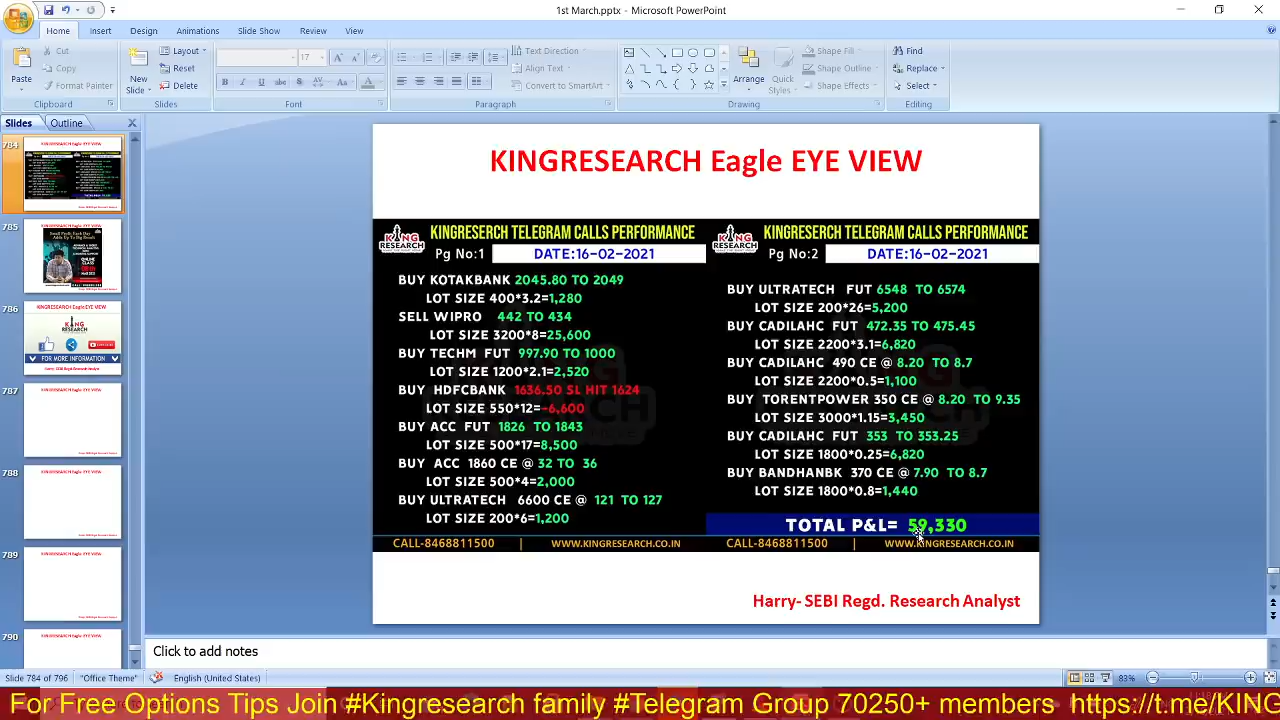 1st March.pptx - Microsoft PowerPoint
Home Insert Design Animations Slide Show Review View
Paste
Cut
Copy
Format Painter
Clipboard
New Slide
Layout
Reset
Delete
Slides
17
Font
Paragraph
Text Direction
Align Text
Convert to SmartArt
Arrange
Quick Styles
Shape Fill
Shape Outline
Shape Effects
Drawing
Find
Replace
Select
Editing
Slides Outline
784
785
786
787
788
789
790
KINGRESEARCH Eagle EYE VIEW
KING RESEARCH
KINGRESERCH TELEGRAM CALLS PERFORMANCE
Pg No:1 DATE:16-02-2021
BUY KOTAKBANK 2045.80 TO 2049
LOT SIZE 400*3.2=1,280
SELL WIPRO 442 TO 434
LOT SIZE 3200*8=25,600
BUY TECHM FUT 997.90 TO 1000
LOT SIZE 1200*2.1=2,520
BUY HDFCBANK 1636.50 SL HIT 1624
LOT SIZE 550*12=-6,600
BUY ACC FUT 1826 TO 1843
LOT SIZE 500*17=8,500
BUY ACC 1860 CE @ 32 TO 36
LOT SIZE 500*4=2,000
BUY ULTRATECH 6600 CE @ 121 TO 127
LOT SIZE 200*6=1,200
CALL-8468811500 | WWW.KINGRESEARCH.CO.IN
KING RESEARCH
KINGRESERCH TELEGRAM CALLS PERFORMANCE
Pg No:2 DATE:16-02-2021
BUY ULTRATECH FUT 6548 TO 6574
LOT SIZE 200*26=5,200
BUY CADILAHC FUT 472.35 TO 475.45
LOT SIZE 2200*3.1=6,820
BUY CADILAHC 490 CE @ 8.20 TO 8.7
LOT SIZE 2200*0.5=1,100
BUY TORENTPOWER 350 CE @ 8.20 TO 9.35
LOT SIZE 3000*1.15=3,450
BUY CADILAHC FUT 353 TO 353.25
LOT SIZE 1800*0.25=6,820
BUY BANDHANBK 370 CE @ 7.90 TO 8.7
LOT SIZE 1800*0.8=1,440
TOTAL P&L= 59,330
CALL-8468811500 | WWW.KINGRESEARCH.CO.IN
Harry- SEBI Regd. Research Analyst
Click to add notes
Slide 784 of 796 "Office Theme" English (United States) 83%
For Free Options Tips Join #Kingresearch family #Telegram Group 70250+ members https://t.me/KING